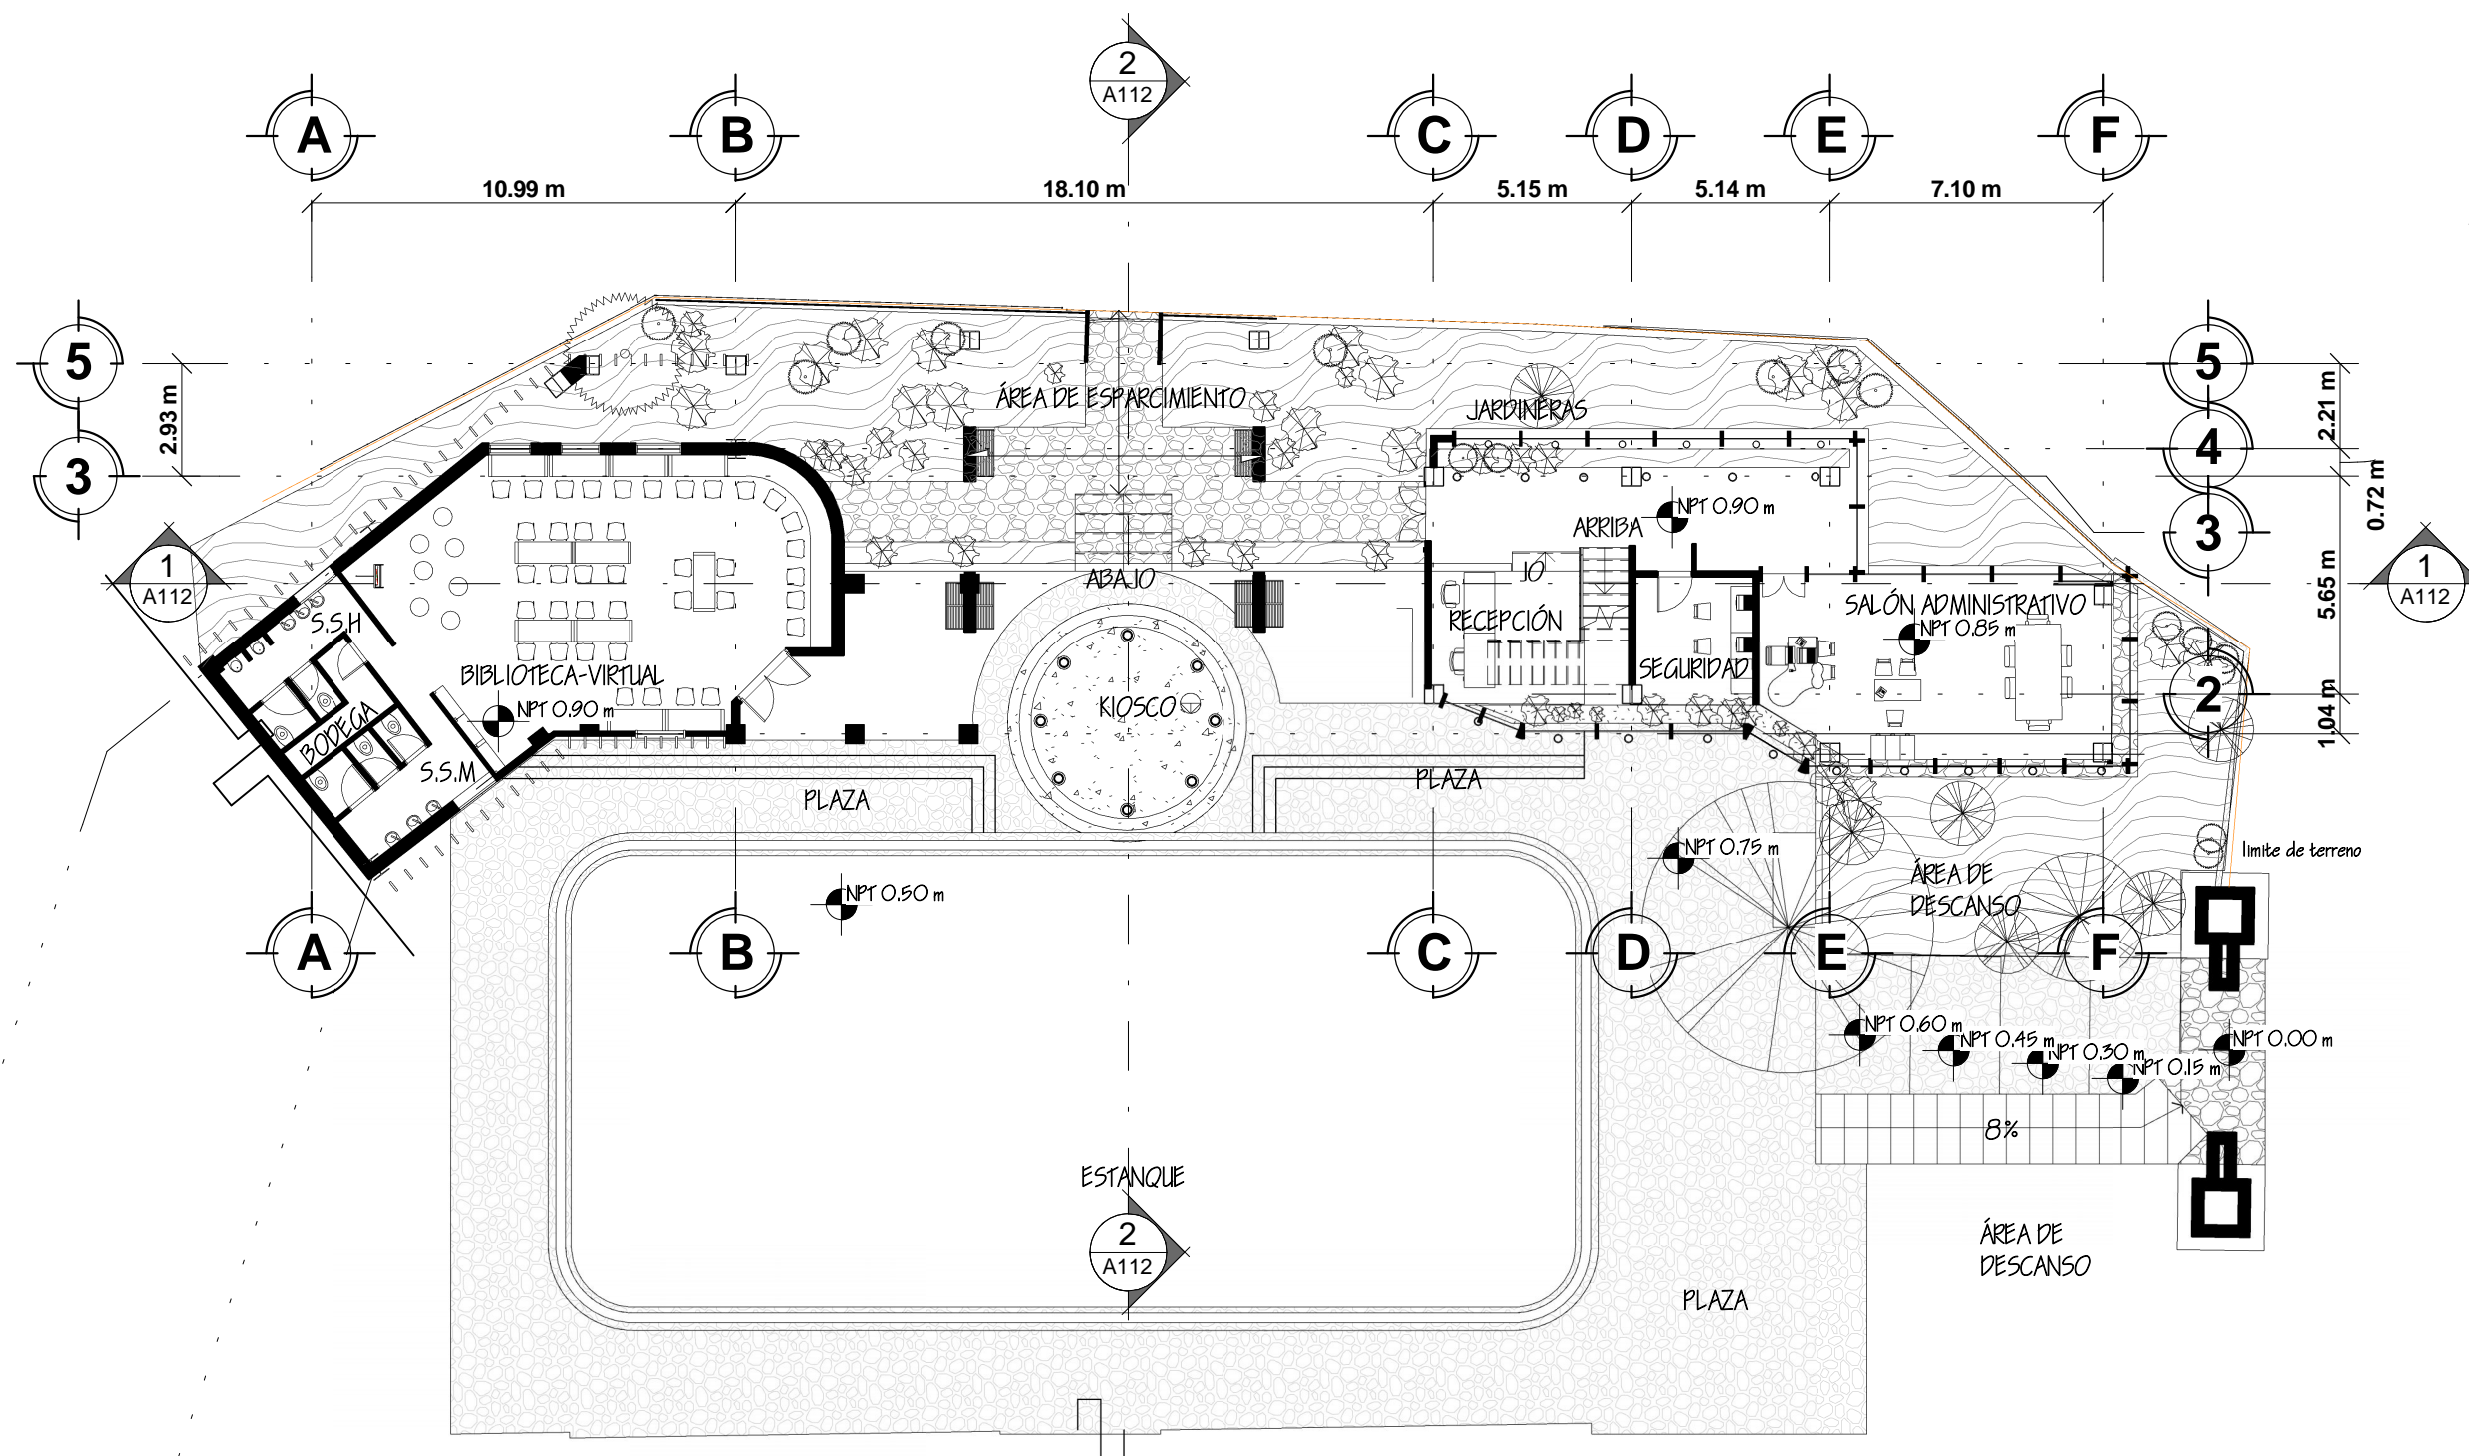 2
A112
A
B
C
D
E
F
10.99 m
18.10 m
5.15 m
5.14 m
7.10 m
5
3
2.93 m
5
4
3
2
2.21 m
0.72 m
5.65 m
1.04 m
1
A112
1
A112
ÁREA DE ESPARCIMIENTO
JARDINERAS
NPT 0.90 m
ARRIBA
ABAJO
RECEPCIÓN
SALÓN ADMINISTRATIVO
NPT 0.85 m
SEGURIDAD
S.S.H
BIBLIOTECA-VIRTUAL
NPT 0.90 m
BODEGA
S.S.M
KIOSCO
PLAZA
PLAZA
NPT 0.75 m
limite de terreno
ÁREA DE
DESCANSO
NPT 0.50 m
A
B
C
D
E
F
NPT 0.60 m
NPT 0.45 m
NPT 0.30 m
NPT 0.15 m
NPT 0.00 m
8%
ESTANQUE
2
A112
ÁREA DE
DESCANSO
PLAZA